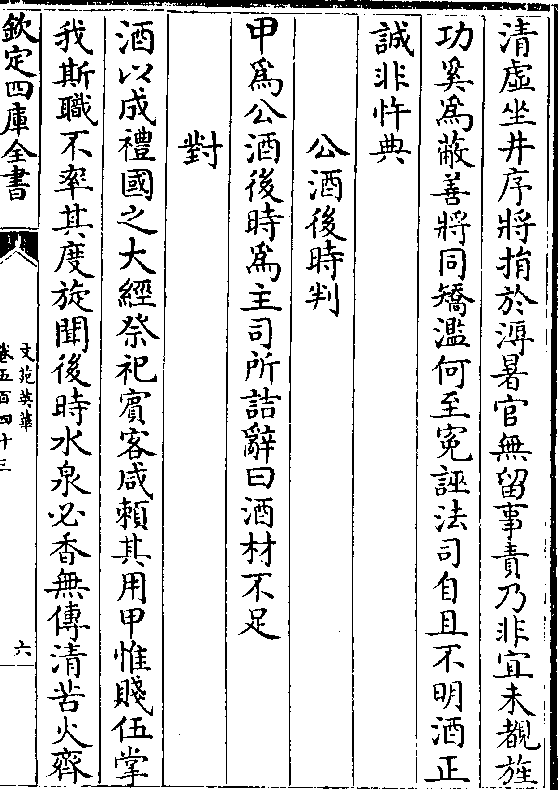 清虛坐井序將揹於溽暑官無留事責乃非宜未覩旌
功奚爲蔽善將同矯濫何至寃誣法司自且不明酒正
誠非忤典
公酒後時判
甲爲公酒後時爲主司所詰辭曰酒材不足
對
酒以成禮國之大經祭祀賓客咸頼其用甲惟賤伍掌
我斯職不率其度旋聞後時水泉必香無傳清苦火齊
欽定四庫全書
文苑英華
卷五百四十三
六